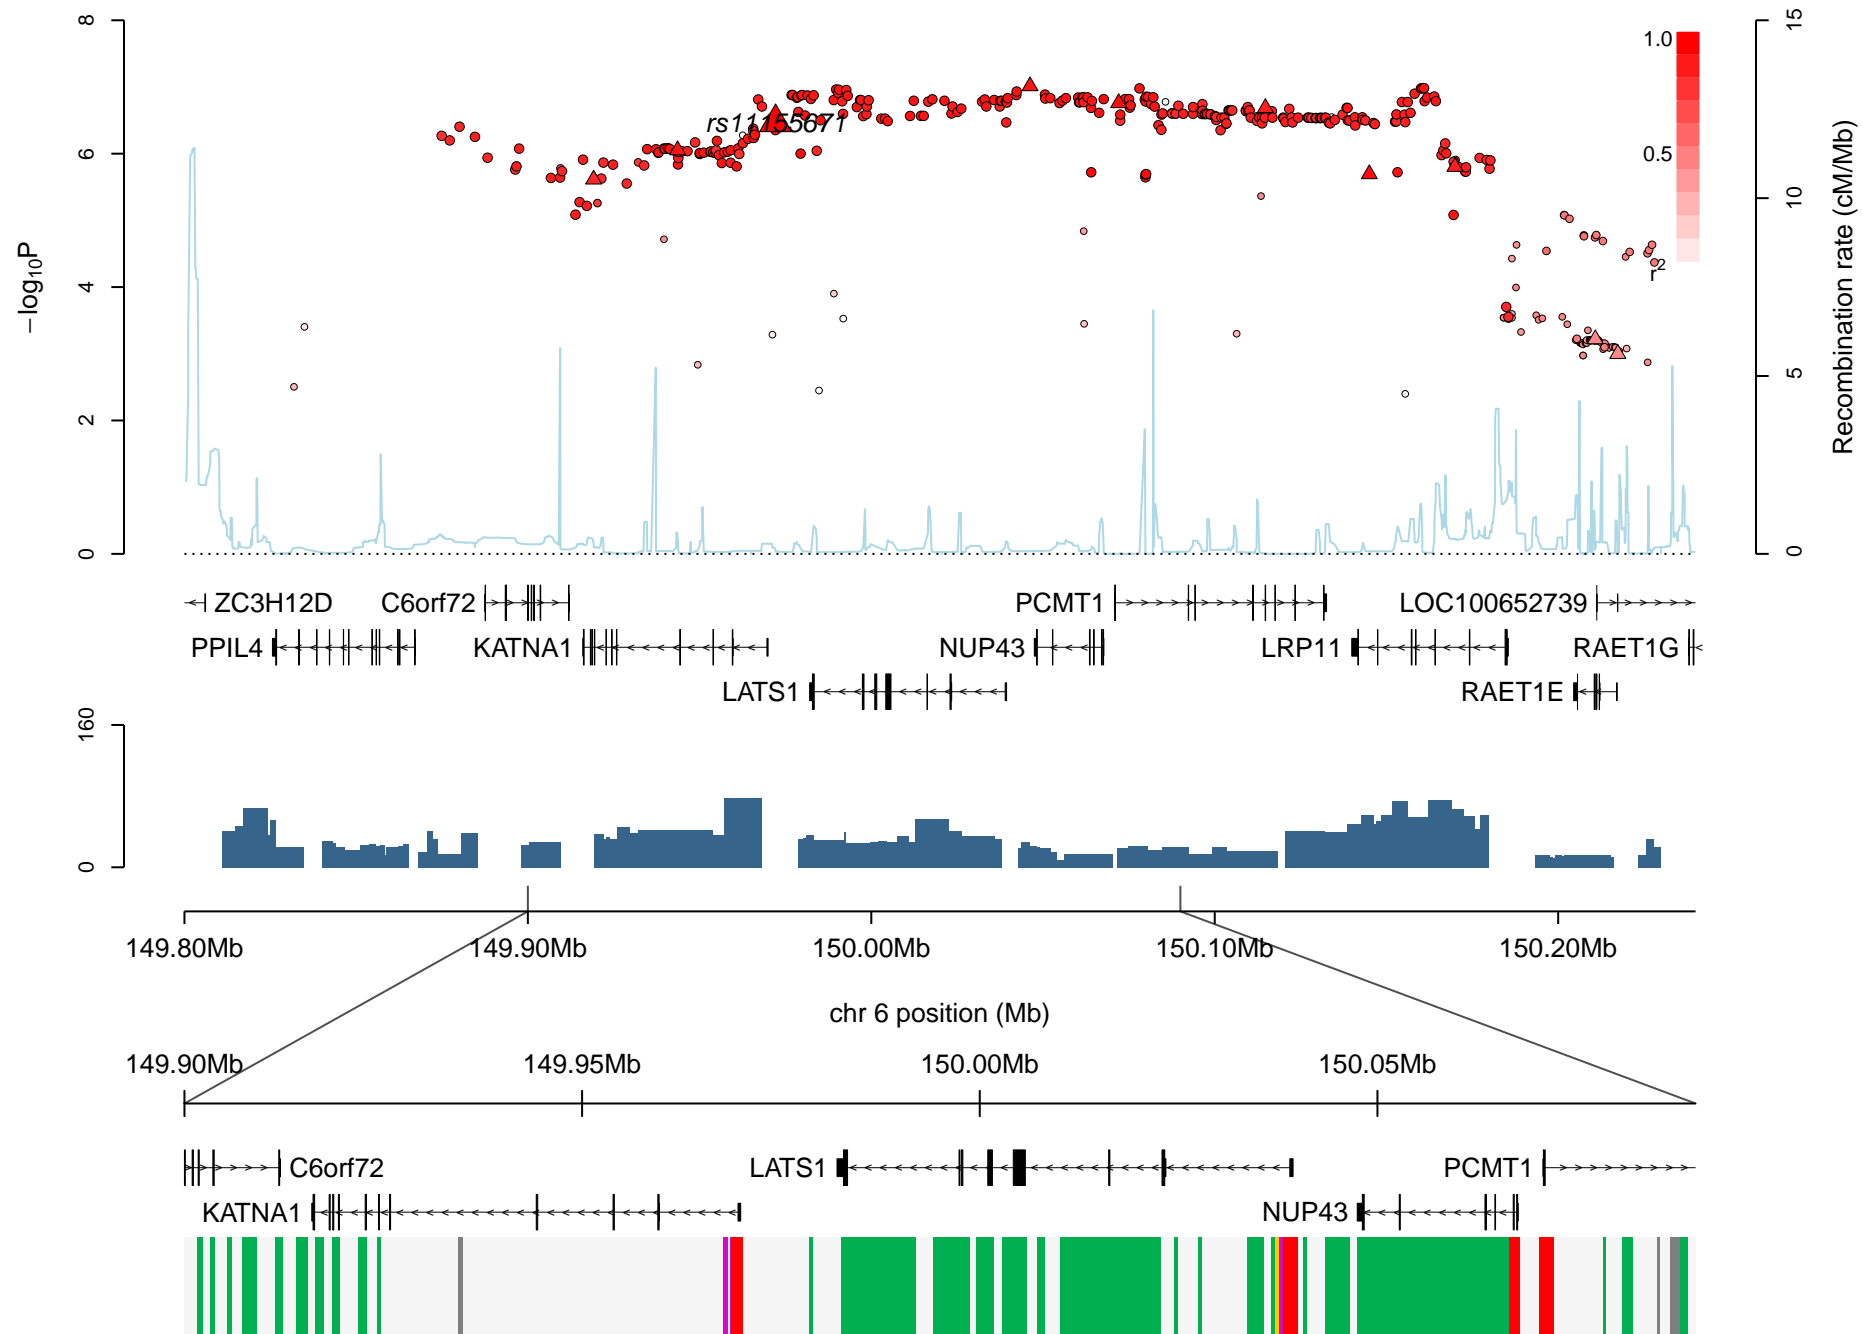 8
6
4
2
0
−log10P
15
10
5
0
Recombination rate (cM/Mb)
1.0
0.5
r2
rs11155671
ZC3H12D
C6orf72
PCMT1
LOC100652739
PPIL4
KATNA1
NUP43
LRP11
RAET1G
LATS1
RAET1E
160
0
149.80Mb 149.90Mb 150.00Mb 150.10Mb 150.20Mb
chr 6 position (Mb)
149.90Mb 149.95Mb 150.00Mb 150.05Mb
C6orf72
LATS1
PCMT1
KATNA1
NUP43